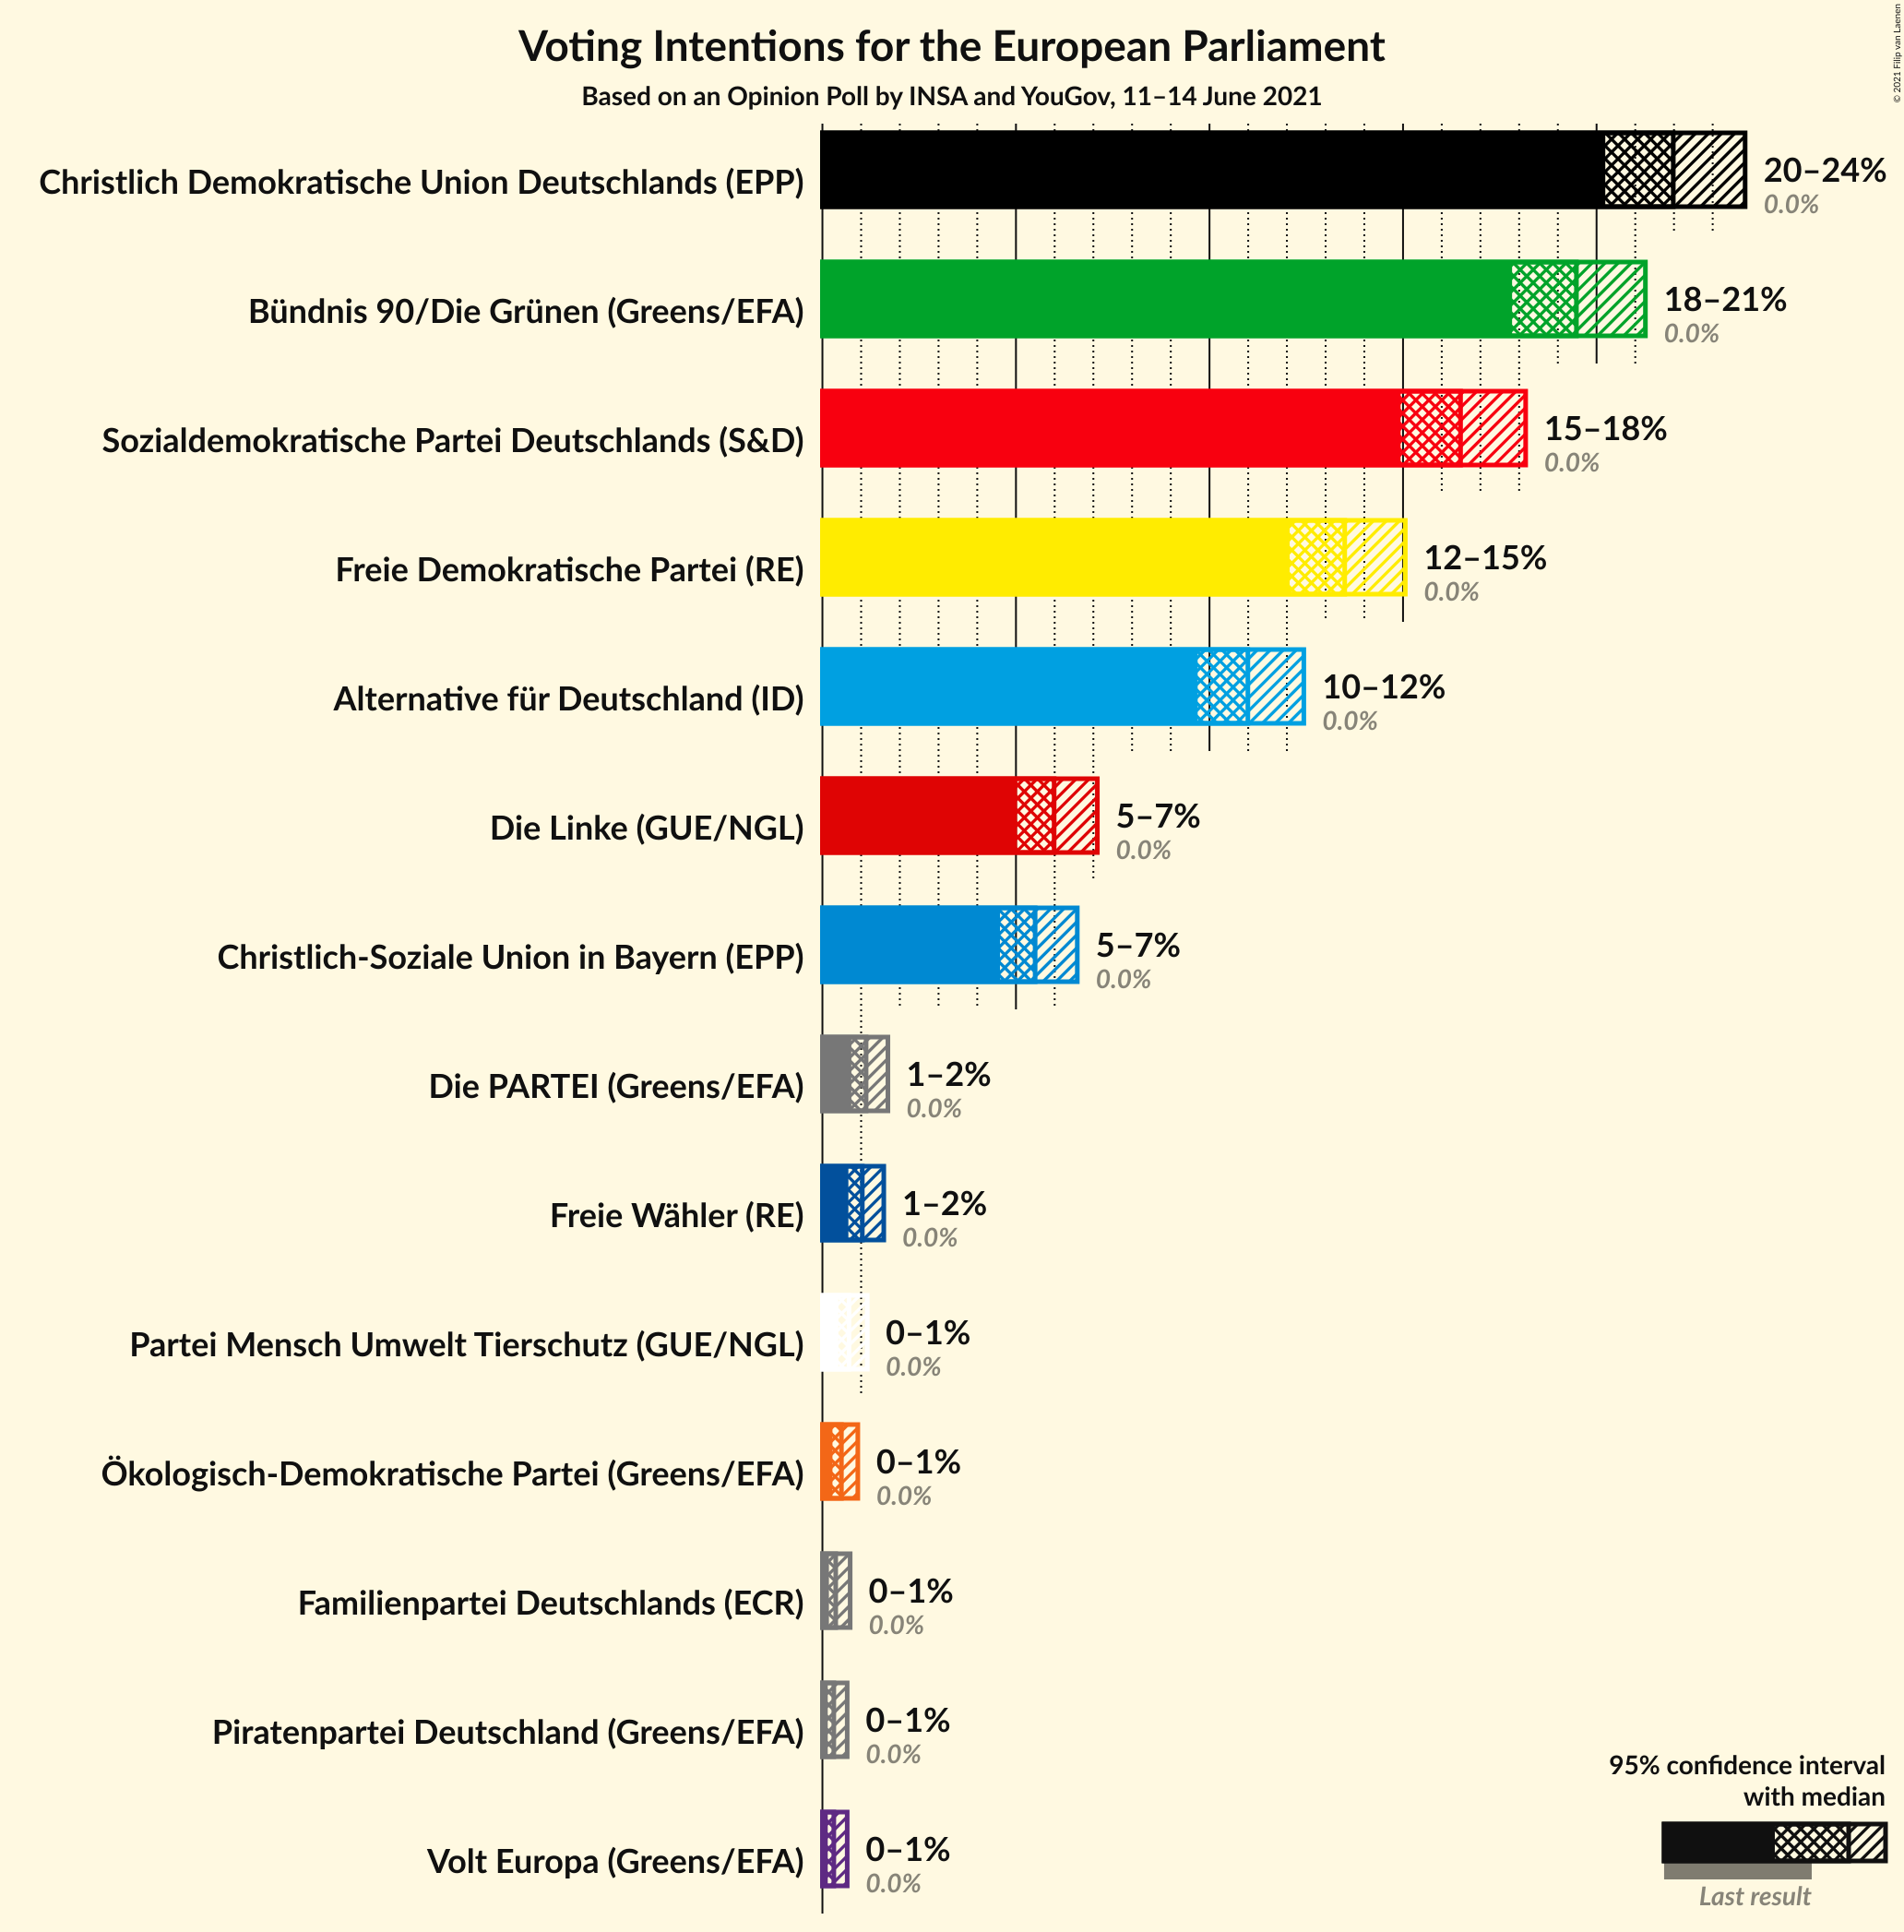 Voting Intentions for the European Parliament
Based on an Opinion Poll by INSA and YouGov, 11–14 June 2021
© 2021 Filip van Laenen
Christlich Demokratische Union Deutschlands (EPP)
20–24%
0.0%
Bündnis 90/Die Grünen (Greens/EFA)
18–21%
0.0%
Sozialdemokratische Partei Deutschlands (S&D)
15–18%
0.0%
Freie Demokratische Partei (RE)
12–15%
0.0%
Alternative für Deutschland (ID)
10–12%
0.0%
Die Linke (GUE/NGL)
5–7%
0.0%
Christlich-Soziale Union in Bayern (EPP)
5–7%
0.0%
Die PARTEI (Greens/EFA)
1–2%
0.0%
Freie Wähler (RE)
1–2%
0.0%
Partei Mensch Umwelt Tierschutz (GUE/NGL)
0–1%
0.0%
Ökologisch-Demokratische Partei (Greens/EFA)
0–1%
0.0%
Familienpartei Deutschlands (ECR)
0–1%
0.0%
Piratenpartei Deutschland (Greens/EFA)
0–1%
0.0%
Volt Europa (Greens/EFA)
0–1%
0.0%
95% confidence interval
with median
Last result